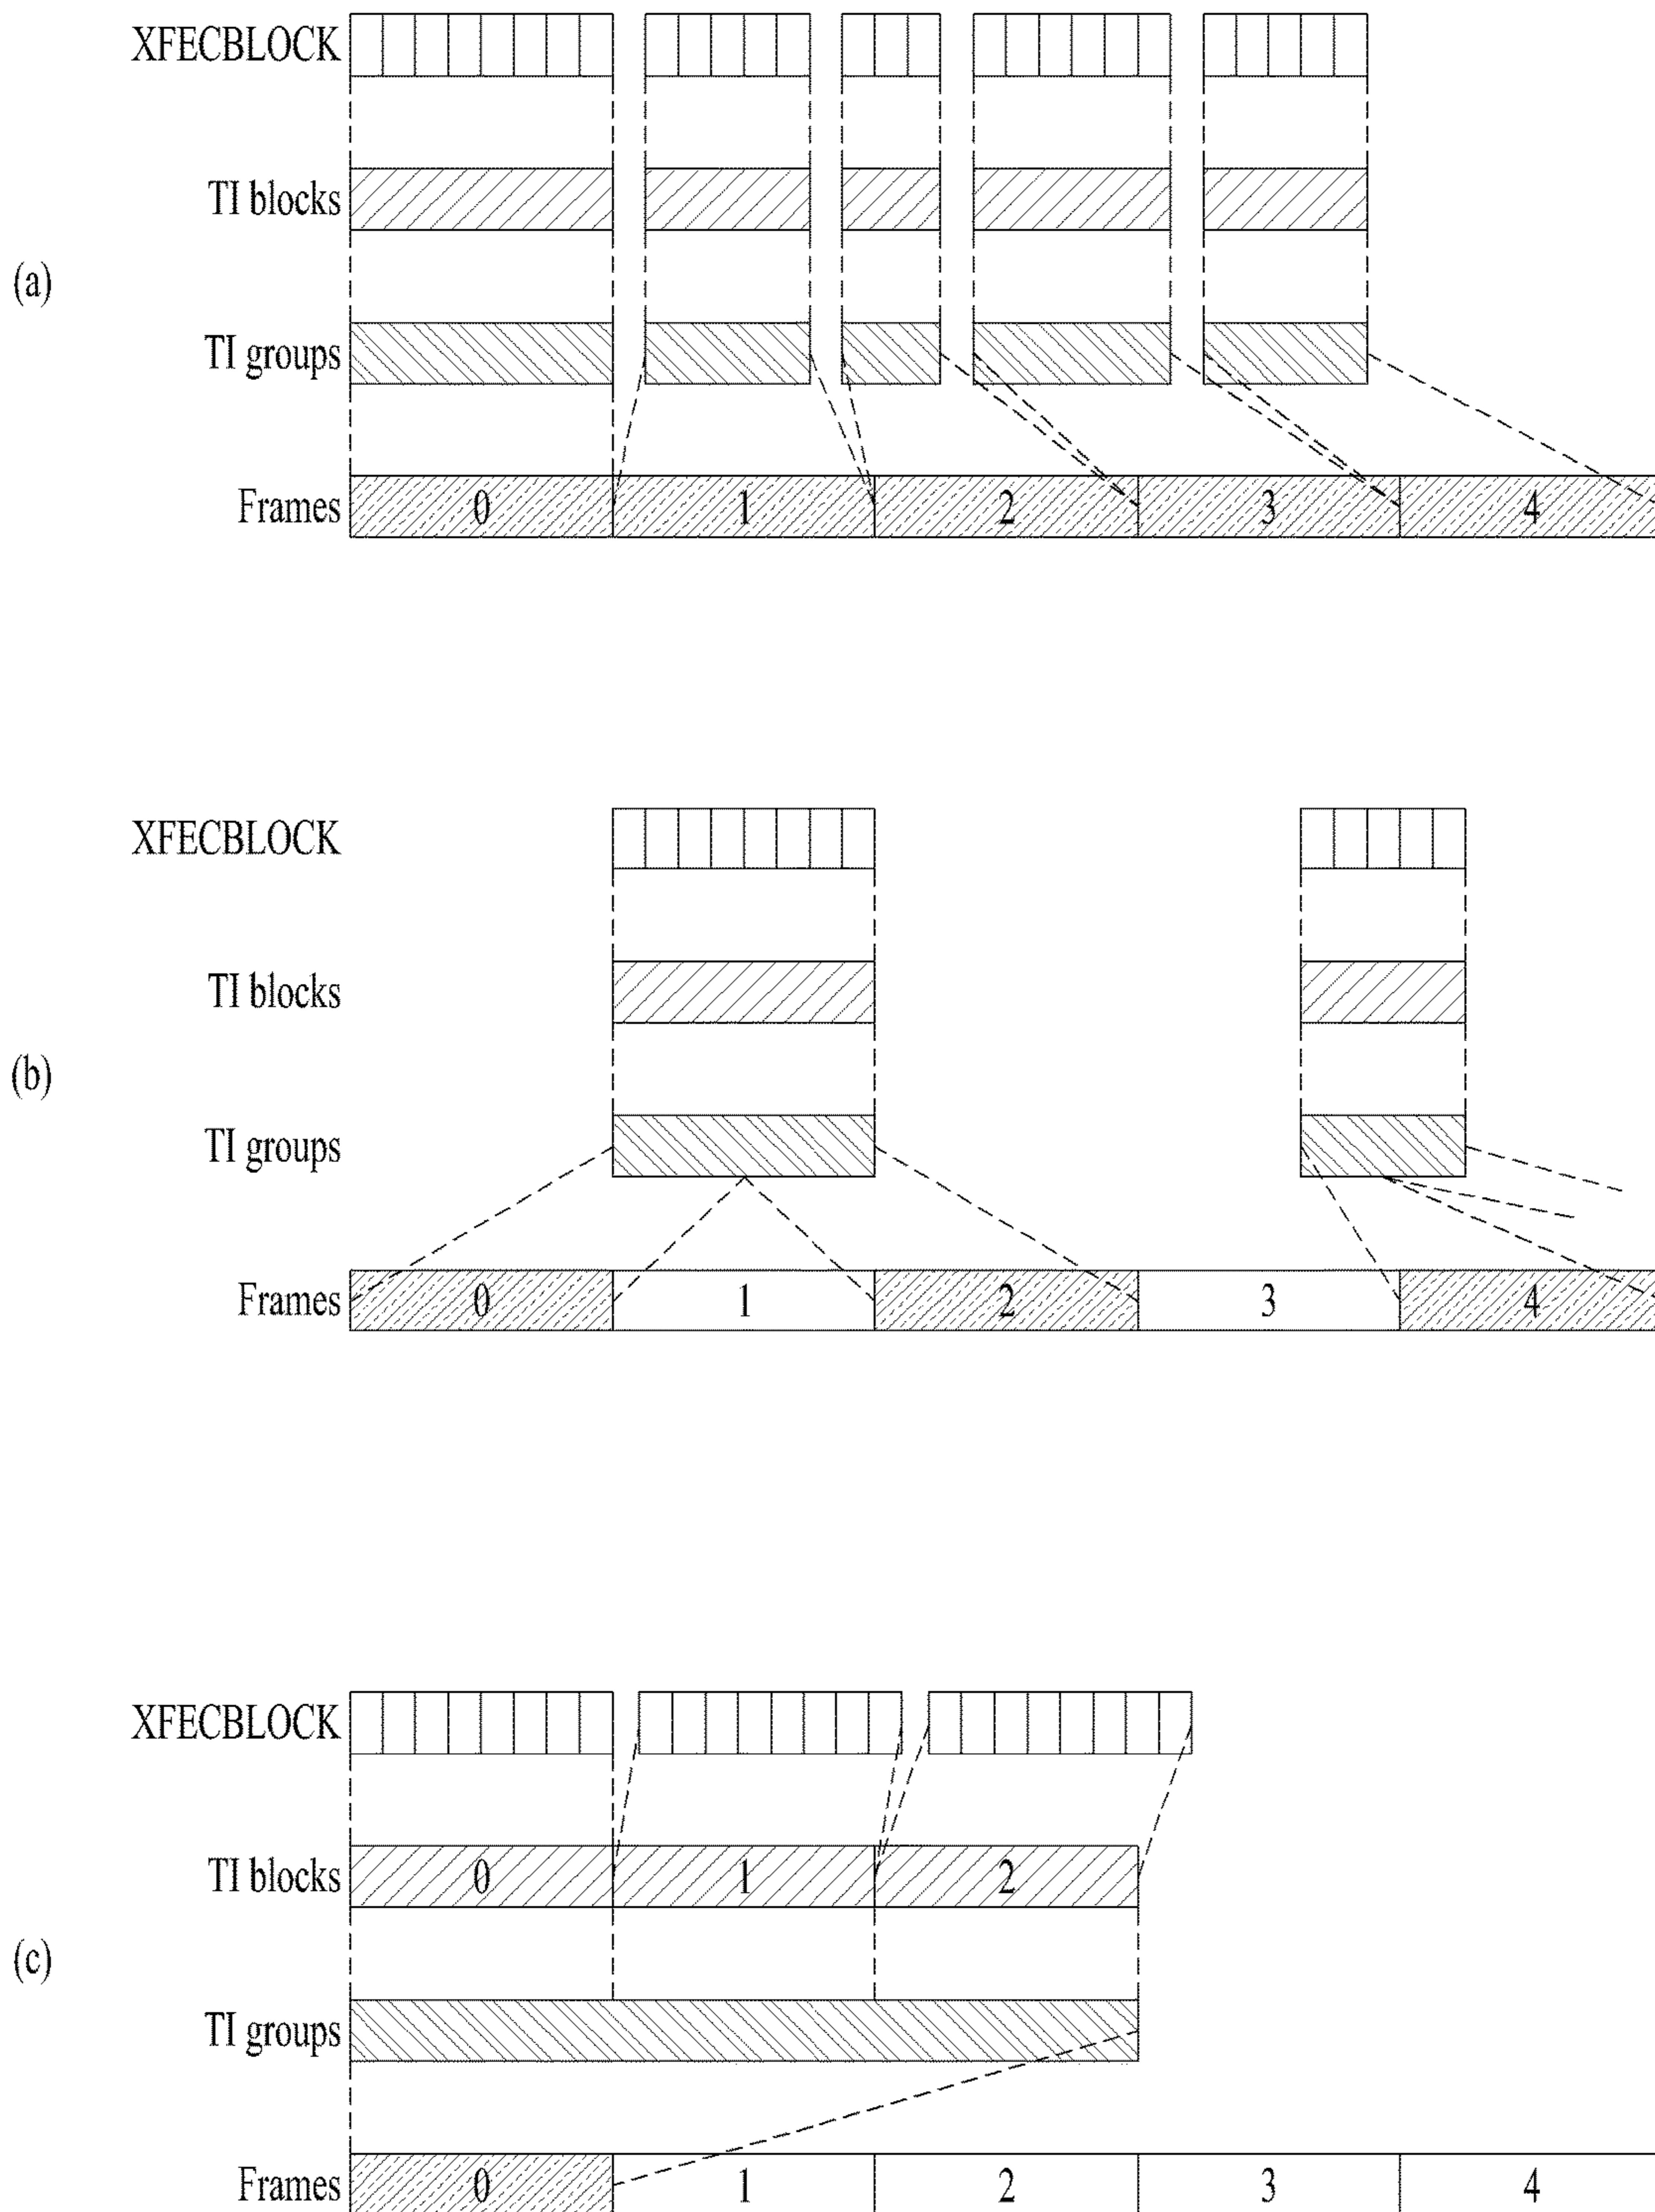 XFECBLOCK
TI blocks
(a)
TI groups
Frames 0 1 2 3 4
XFECBLOCK
TI blocks
(b)
TI groups
Frames 0 1 2 3 4
XFECBLOCK
TI blocks 0 1 2
(c)
TI groups
Frames 0 1 2 3 4